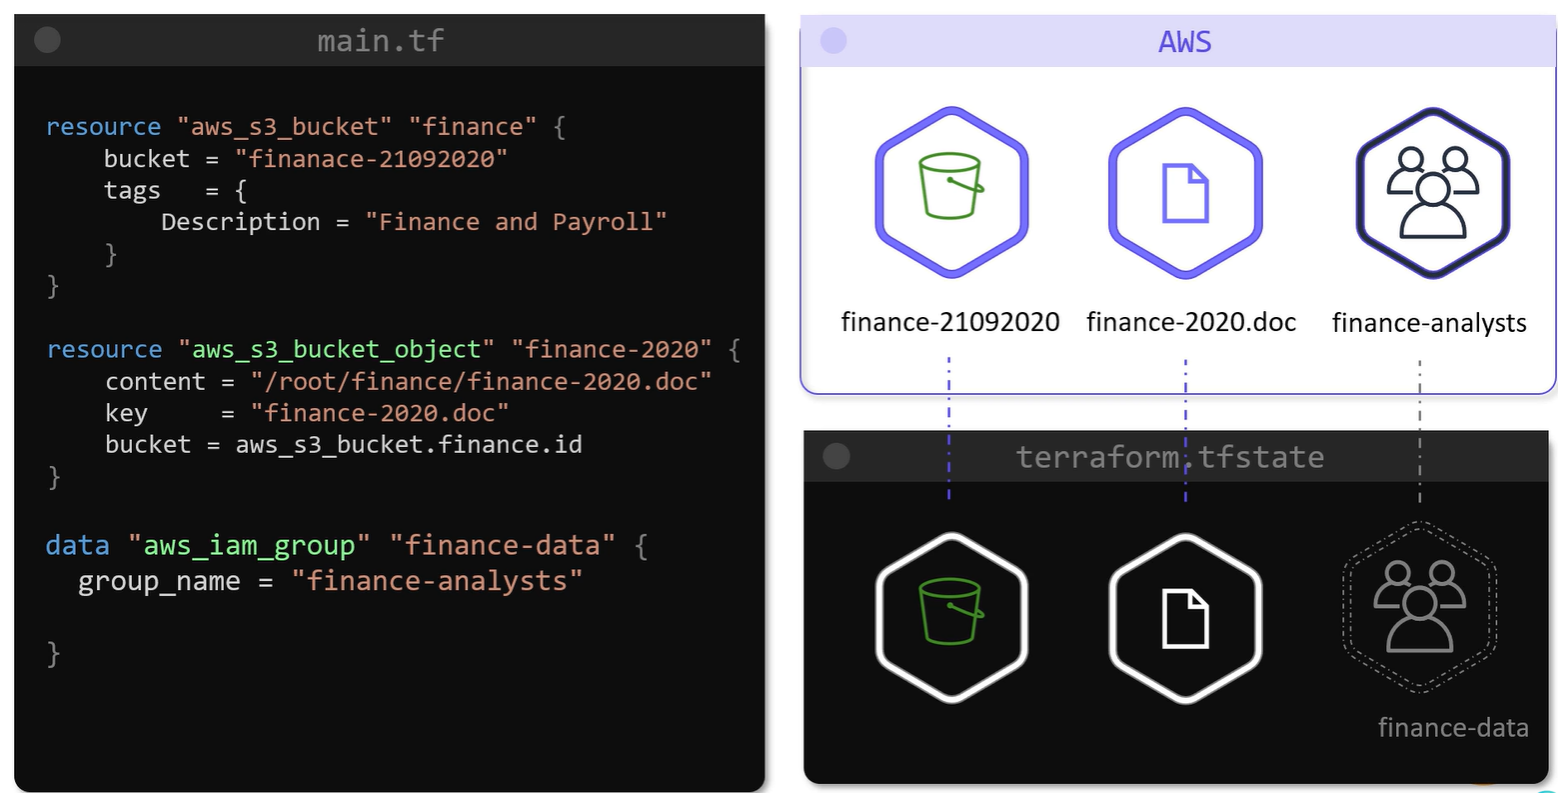 main.tf
resource "aws_s3_bucket" "finance" {
    bucket = "finanace-21092020"
    tags   = {
        Description = "Finance and Payroll"
    }
}
resource "aws_s3_bucket_object" "finance-2020" {
    content = "/root/finance/finance-2020.doc"
    key     = "finance-2020.doc"
    bucket = aws_s3_bucket.finance.id
}
data "aws_iam_group" "finance-data" {
  group_name = "finance-analysts"
}
AWS
finance-21092020 finance-2020.doc finance-analysts
terraform.tfstate
finance-data